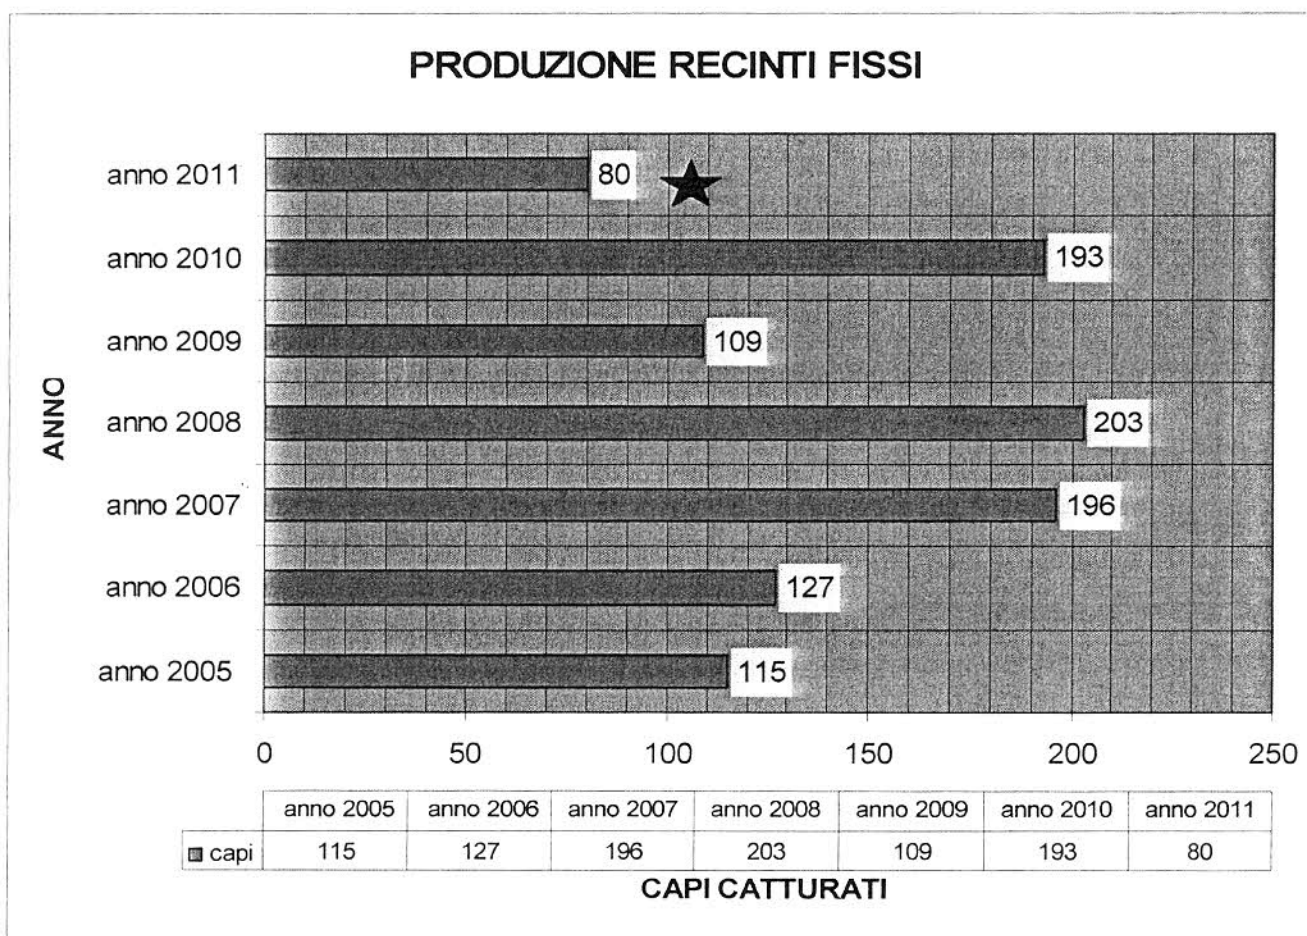 PRODUZIONE RECINTI FISSI
anno 2011 80
anno 2010 193
anno 2009 109
anno 2008 203
anno 2007 196
anno 2006 127
anno 2005 115
ANNO
0 50 100 150 200 250
anno 2005 anno 2006 anno 2007 anno 2008 anno 2009 anno 2010 anno 2011
capi 115 127 196 203 109 193 80
CAPI CATTURATI